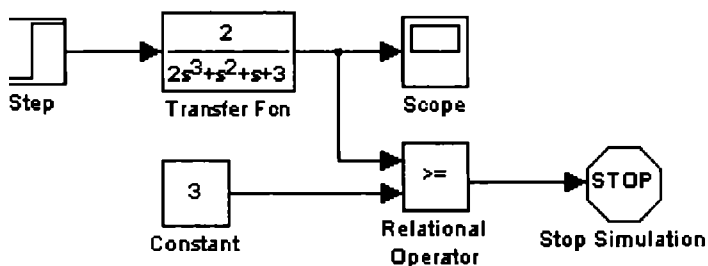 2
2s³+s²+s+3
Step
Transfer Fcn
Scope
3
>=
STOP
Constant
Relational
Operator
Stop Simulation